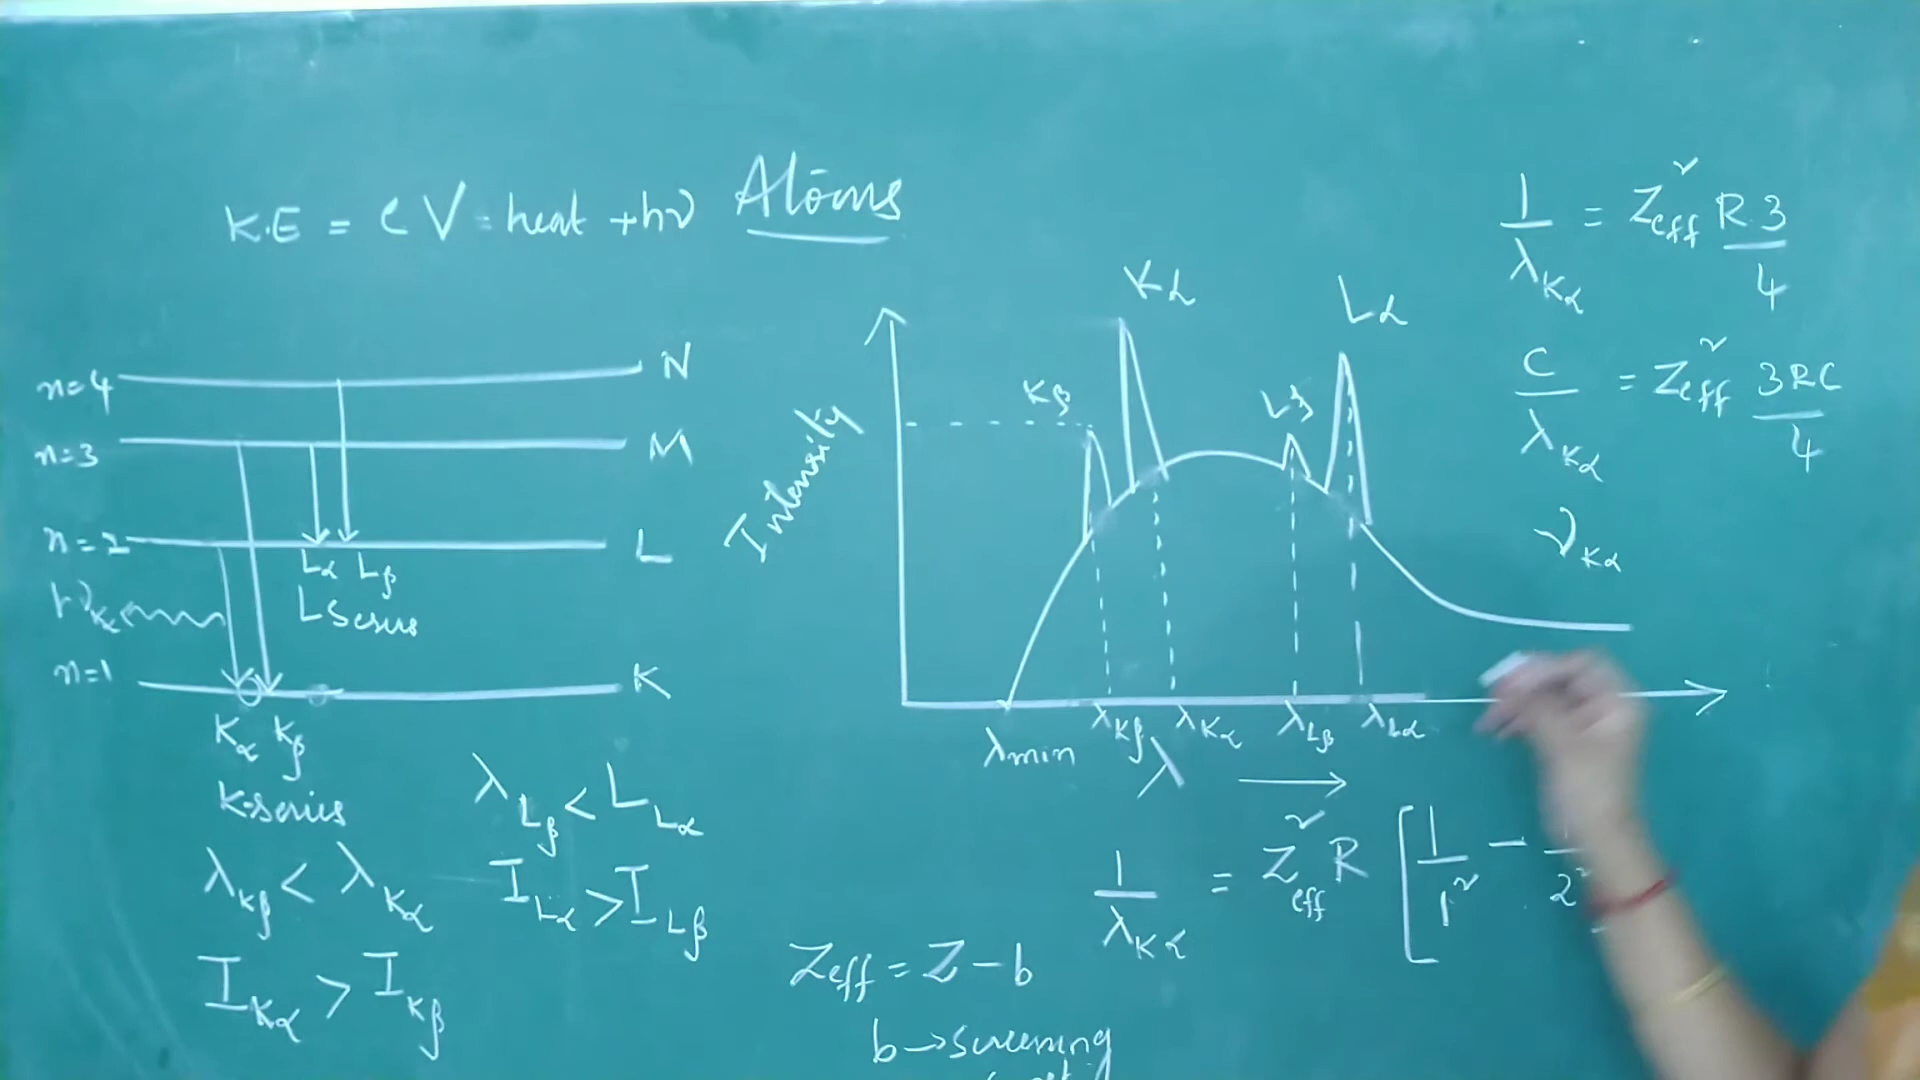 K.E = eV = heat + hν Atoms
n=4 N
n=3 M
n=2 L
Lα Lβ
L Series
n=1 K
Kα Kβ
K-series
λLβ < LLα
λKβ < λKα
ILα > ILβ
IKα > IKβ
Intensity
Kβ
Kα
Lβ
Lα
λmin λKβ λKα λLβ λLα
λ →
1/λKα = Z²eff R [1/1² - 1/2²
Zeff = Z - b
b → screening
1/λKα = Z²eff R.3/4
C/λKα = Z²eff 3RC/4
νKα